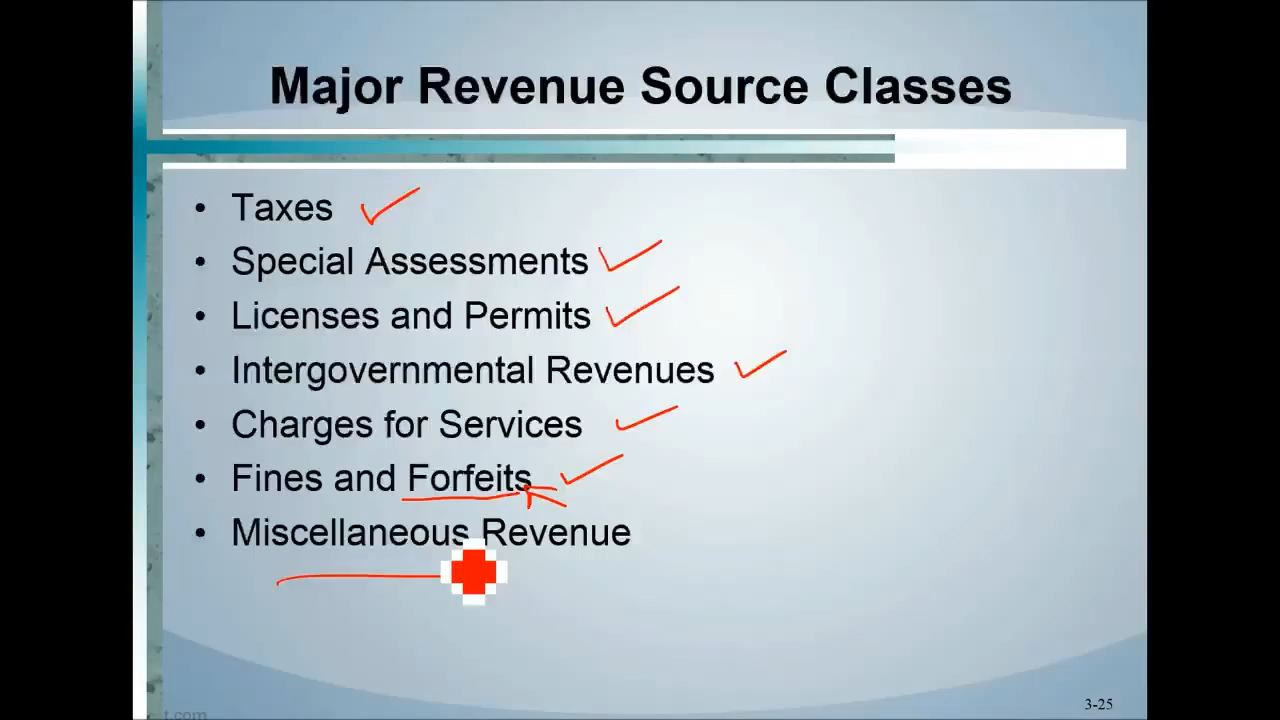 Major Revenue Source Classes
• Taxes
• Special Assessments
• Licenses and Permits
• Intergovernmental Revenues
• Charges for Services
• Fines and Forfeits
• Miscellaneous Revenue
3-25
t.com